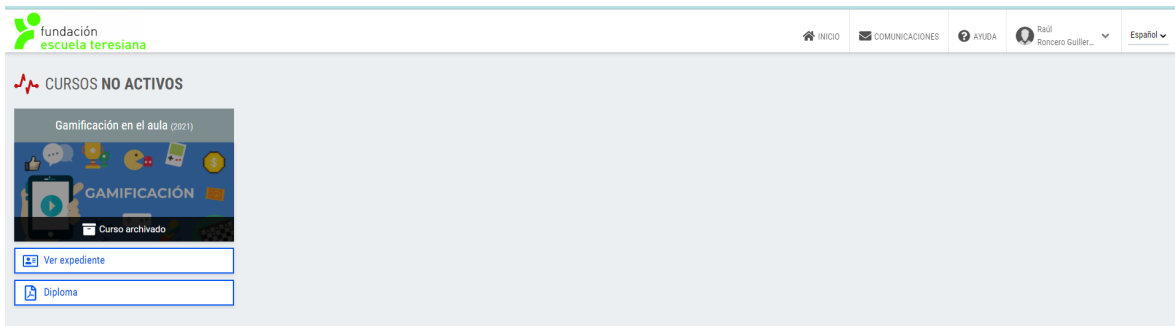 fundación
escuela teresiana
INICIO
COMUNICACIONES
AYUDA
Raúl
Roncero Guiller...
Español
CURSOS NO ACTIVOS
Gamificación en el aula (2021)
GAMIFICACIÓN
Curso archivado
Ver expediente
Diploma